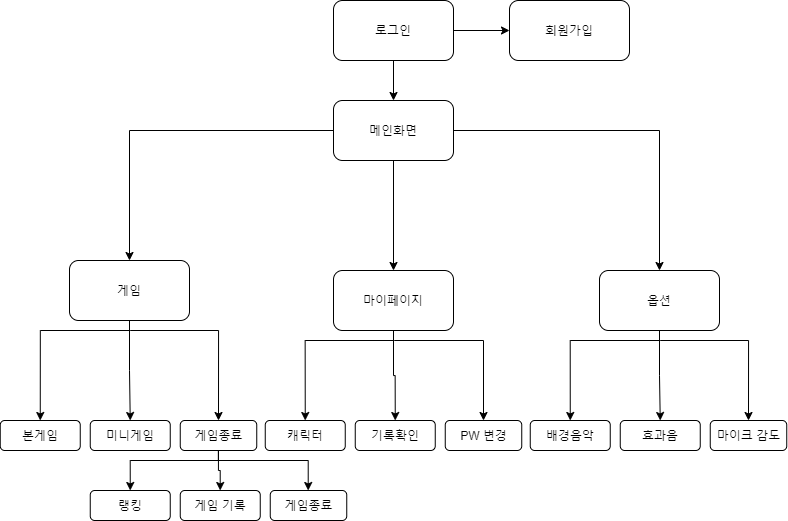 로그인
회원가입
메인화면
게임
마이페이지
옵션
본게임
미니게임
게임종료
캐릭터
기록확인
PW 변경
배경음악
효과음
마이크 감도
랭킹
게임 기록
게임종료